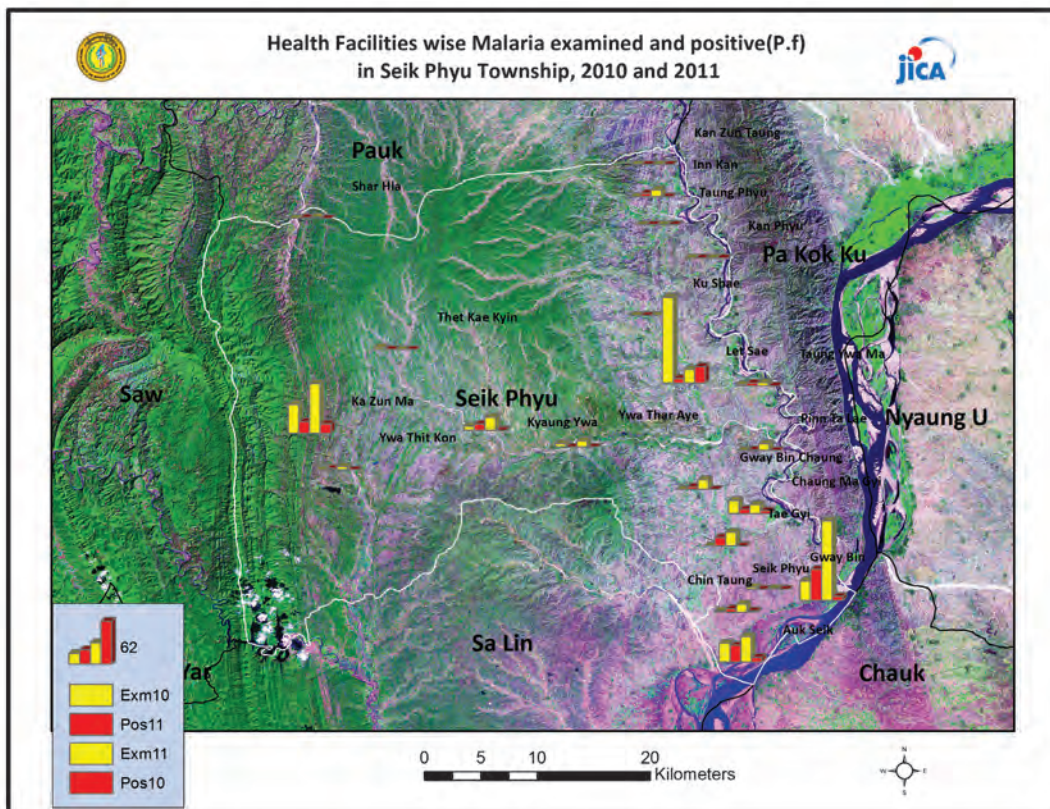 Health Facilities wise Malaria examined and positive(P.f)
in Seik Phyu Township, 2010 and 2011
jICA
Kan Zun Taung
Pauk
Inn Kan
Shar Hla
Taung Phyu
Kan Phyu
Pa Kok Ku
Ku Shae
Thet Kae Kyin
Let Sae
Taung Ywa Ma
Saw
Ka Zun Ma
Seik Phyu
Ywa Thar Aye
Kyaung Ywa
Nyaung U
Ywa Thit Kon
Gway Bin Chaung
Chaung Ma Gyi
Tae Gyi
Gway Bin
Seik Phyu
Chin Taung
Auk Seik
Sa Lin
Chauk
62
Exm10
Pos11
Exm11
Pos10
0 5 10 20
Kilometers
N
W E
S